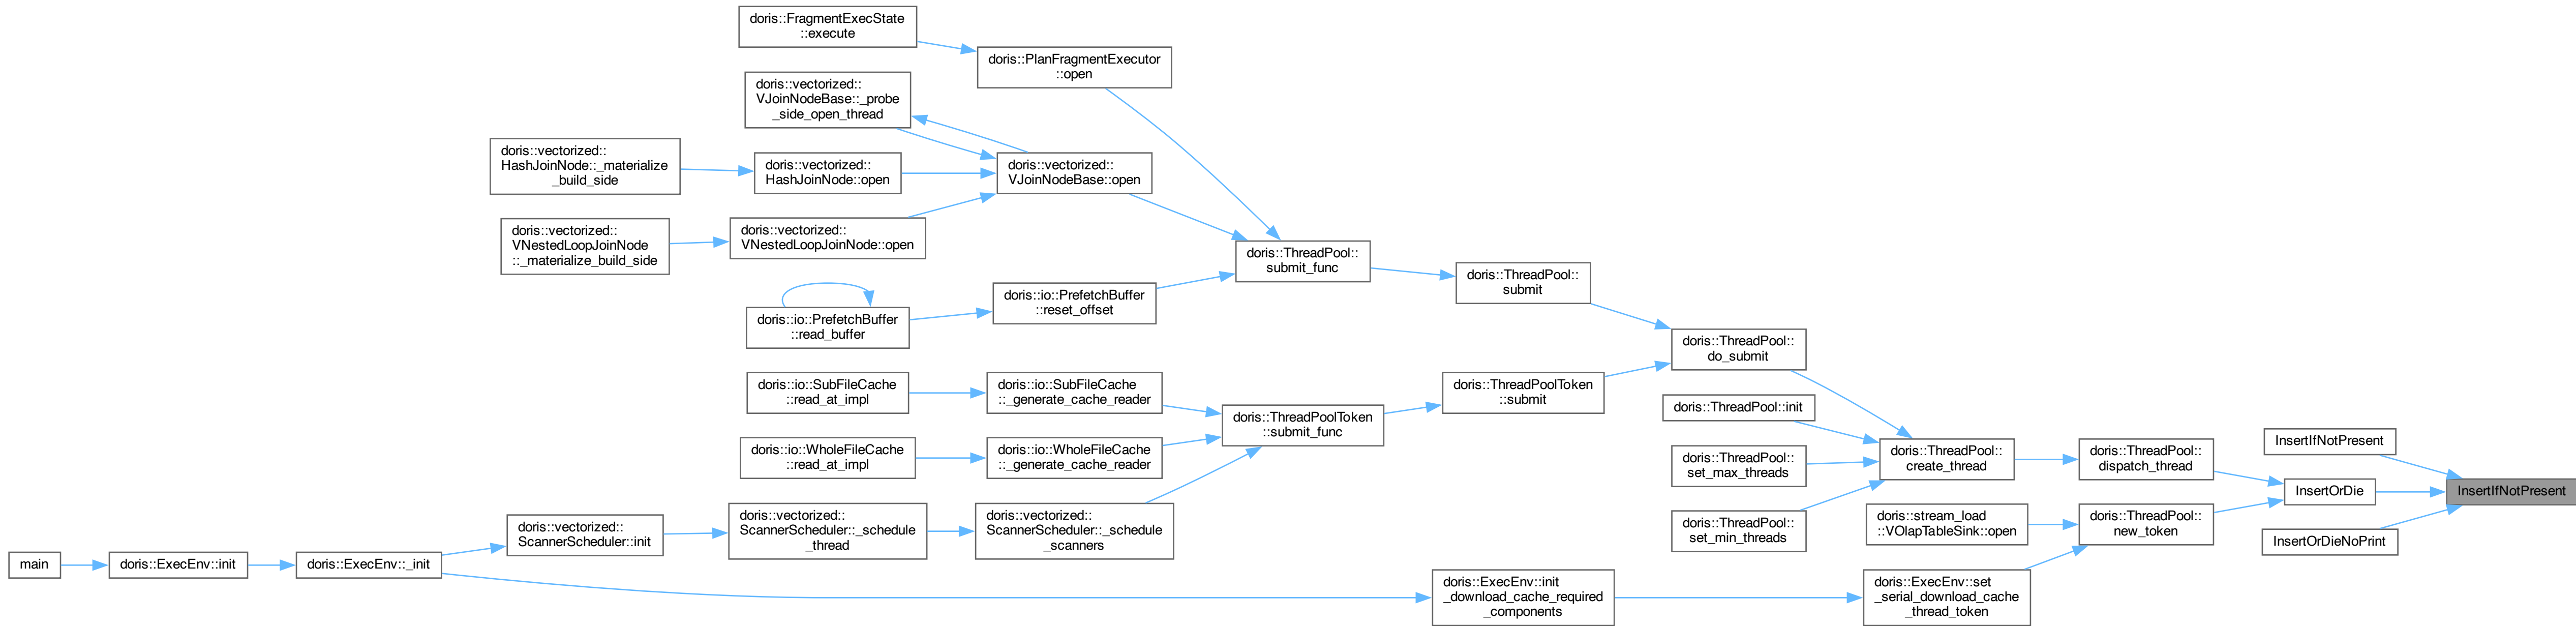 doris::FragmentExecState
::execute
doris::PlanFragmentExecutor
::open
doris::vectorized::
VJoinNodeBase::_probe
_side_open_thread
doris::vectorized::
HashJoinNode::_materialize
_build_side
doris::vectorized::
HashJoinNode::open
doris::vectorized::
VJoinNodeBase::open
doris::vectorized::
VNestedLoopJoinNode
::_materialize_build_side
doris::vectorized::
VNestedLoopJoinNode::open
doris::ThreadPool::
submit_func
doris::ThreadPool::
submit
doris::io::PrefetchBuffer
::read_buffer
doris::io::PrefetchBuffer
::reset_offset
doris::ThreadPool::
do_submit
doris::io::SubFileCache
::read_at_impl
doris::io::SubFileCache
::_generate_cache_reader
doris::ThreadPoolToken
::submit_func
doris::ThreadPoolToken
::submit
doris::ThreadPool::init
doris::io::WholeFileCache
::read_at_impl
doris::io::WholeFileCache
::_generate_cache_reader
doris::ThreadPool::
set_max_threads
doris::ThreadPool::
create_thread
doris::ThreadPool::
dispatch_thread
InsertIfNotPresent
InsertOrDie
InsertIfNotPresent
doris::vectorized::
ScannerScheduler::init
doris::vectorized::
ScannerScheduler::_schedule
_thread
doris::vectorized::
ScannerScheduler::_schedule
_scanners
doris::ThreadPool::
set_min_threads
doris::stream_load
::VOlapTableSink::open
doris::ThreadPool::
new_token
InsertOrDieNoPrint
main
doris::ExecEnv::init
doris::ExecEnv::_init
doris::ExecEnv::init
_download_cache_required
_components
doris::ExecEnv::set
_serial_download_cache
_thread_token